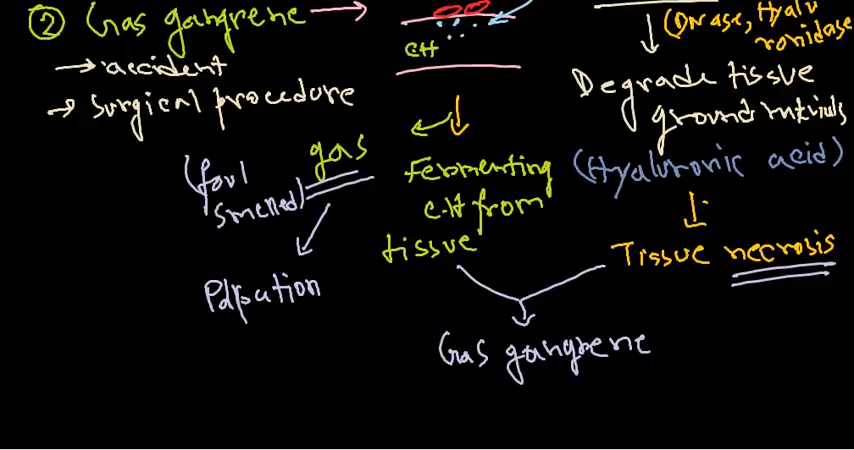 ② Gas gangrene →
→ accident
→ Surgical procedure
CH
(DNase, Hyalu
ronidase
Degrade tissue
ground materials
(Hyaluronic acid)
Tissue necrosis
gas
(foul
smelled)
Palpation
Fermenting
C.H from
tissue
Gas gangrene